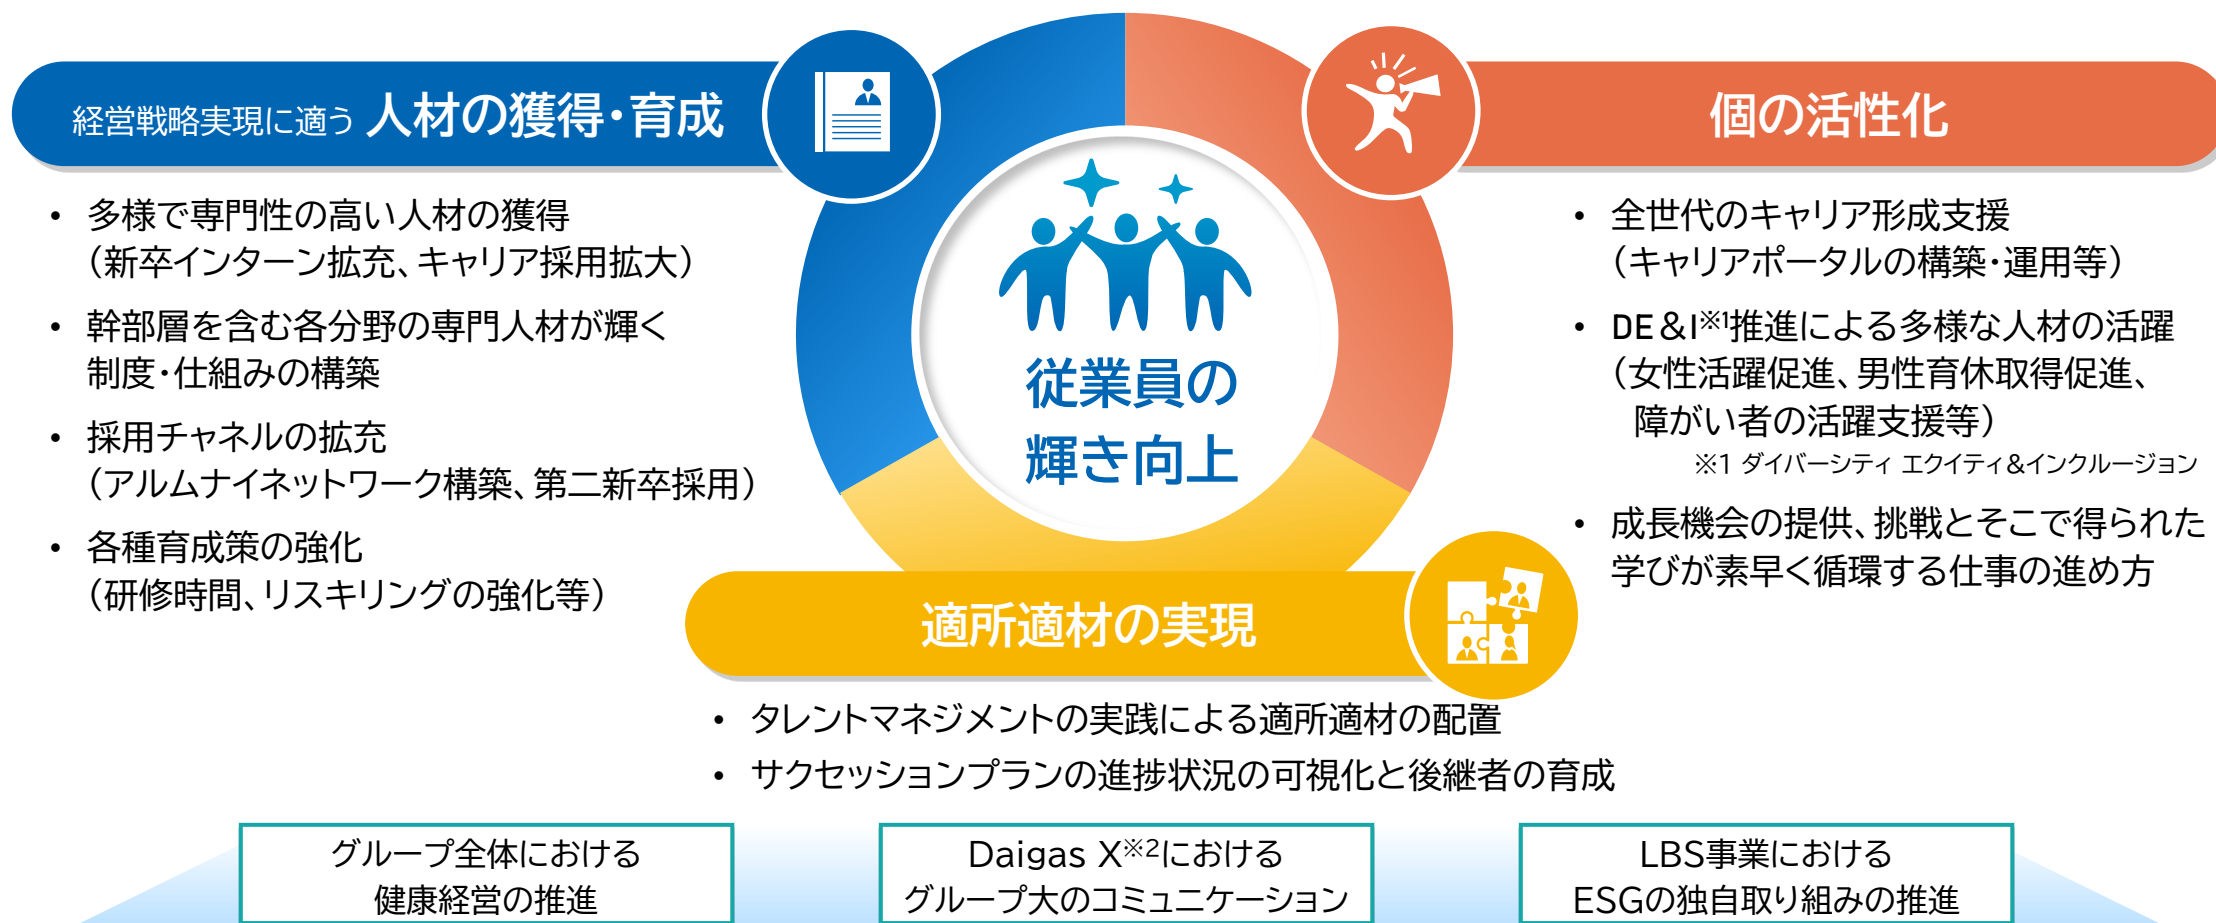 経営戦略実現に適う 人材の獲得・育成
・ 多様で専門性の高い人材の獲得
（新卒インターン拡充、キャリア採用拡大）
・ 幹部層を含む各分野の専門人材が輝く
制度・仕組みの構築
・ 採用チャネルの拡充
（アルムナイネットワーク構築、第二新卒採用）
・ 各種育成策の強化
（研修時間、リスキリングの強化等）
従業員の
輝き向上
個の活性化
・ 全世代のキャリア形成支援
（キャリアポータルの構築・運用等）
・ DE＆I※1推進による多様な人材の活躍
（女性活躍促進、男性育休取得促進、
障がい者の活躍支援等）
※1 ダイバーシティ エクイティ&インクルージョン
・ 成長機会の提供、挑戦とそこで得られた
学びが素早く循環する仕事の進め方
適所適材の実現
・ タレントマネジメントの実践による適所適材の配置
・ サクセッションプランの進捗状況の可視化と後継者の育成
グループ全体における
健康経営の推進
Daigas X※2における
グループ大のコミュニケーション
LBS事業における
ESGの独自取り組みの推進